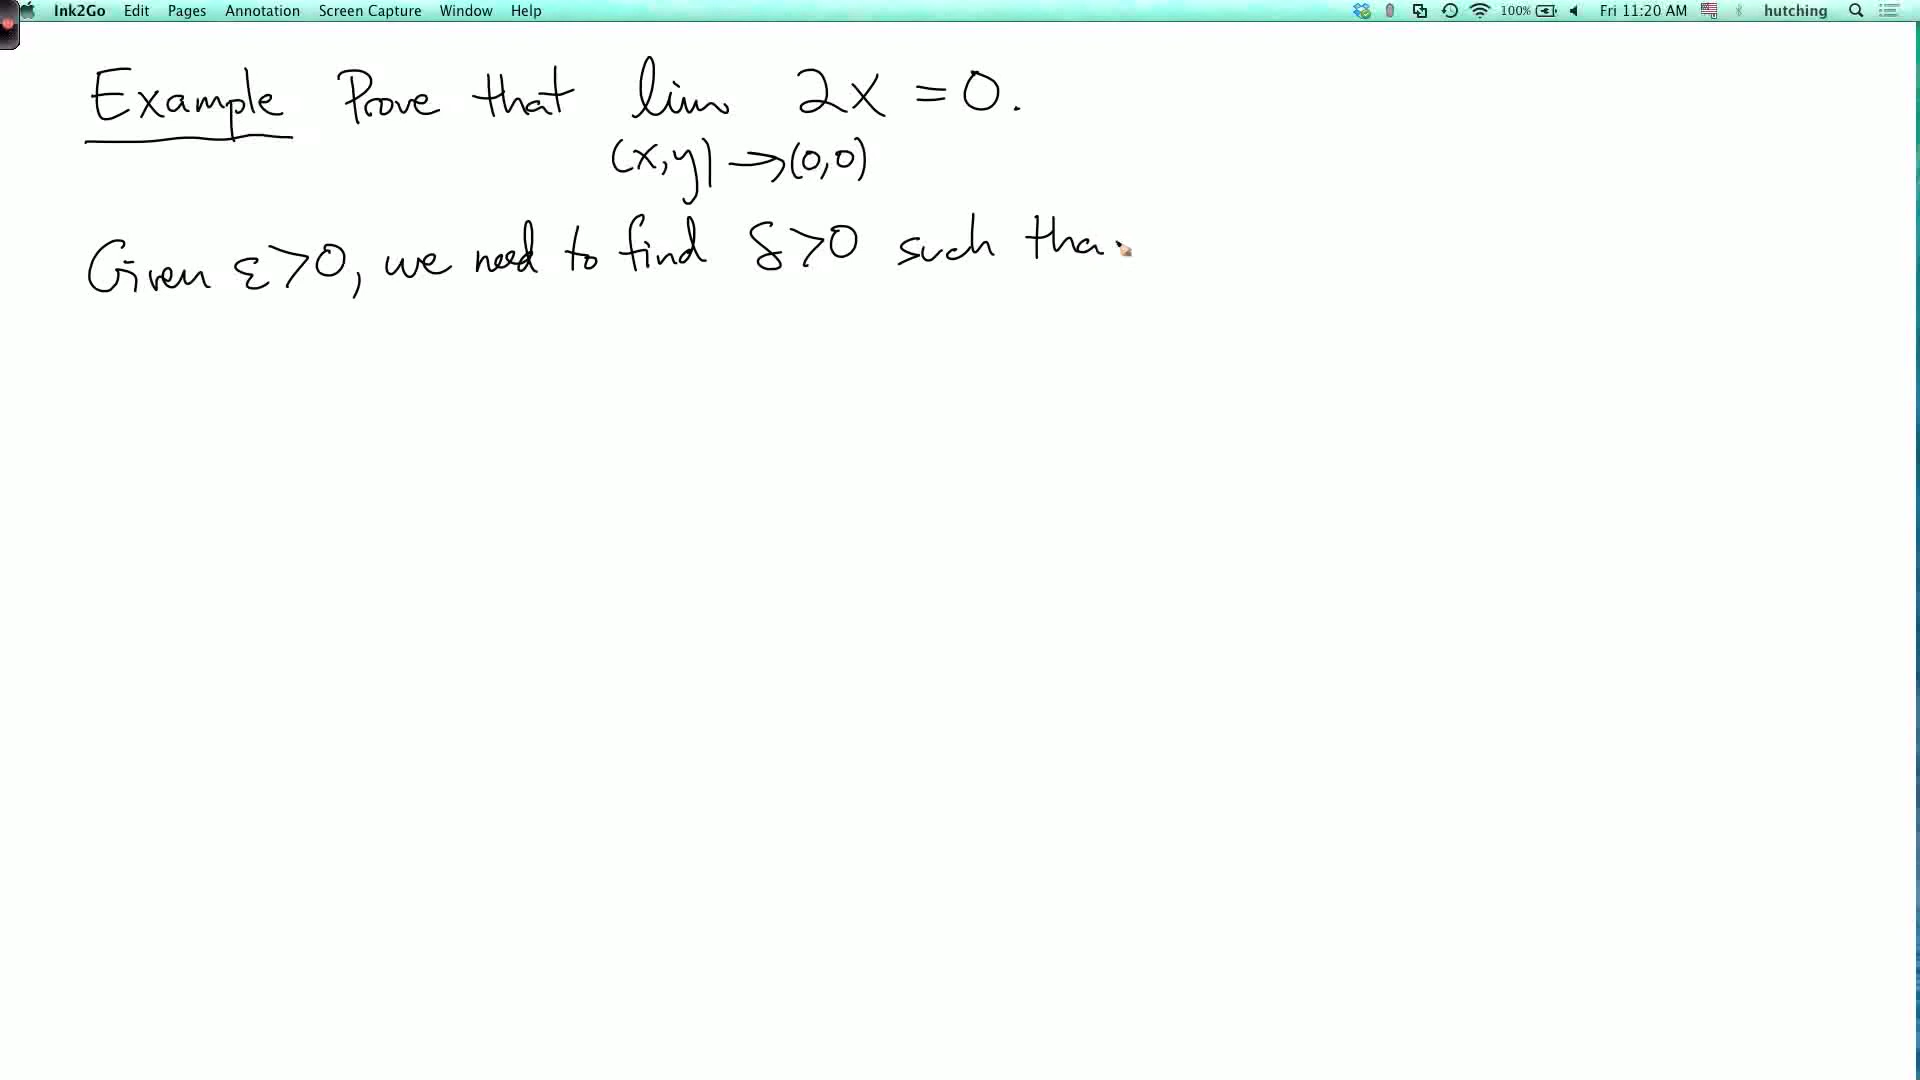 Ink2Go Edit Pages Annotation Screen Capture Window Help 100% Fri 11:20 AM hutching
Example Prove that lim 2x = 0.
(x,y) → (0,0)
Given ε>0, we need to find δ>0 such tha